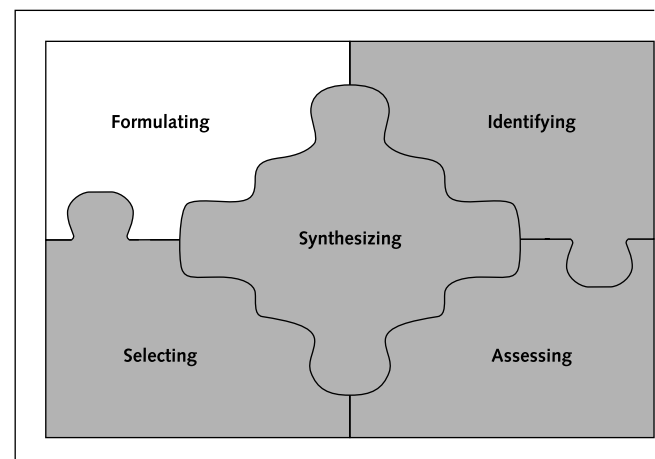 Formulating
Identifying
Synthesizing
Selecting
Assessing